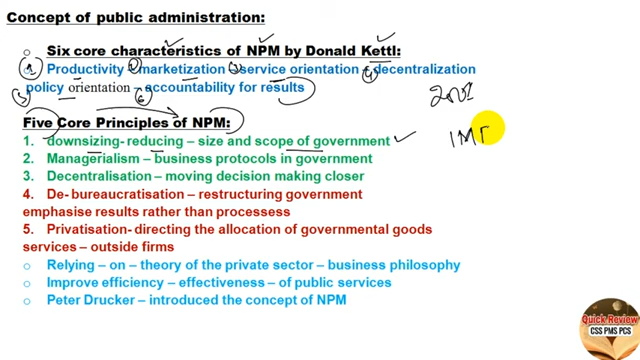 Concept of public administration
o Six core characteristics of NPM by Donald Kettl:
o Productivity – marketization – service orientation – decentralization
policy orientation – accountability for results
Five Core Principles of NPM:
1. downsizing- reducing – size and scope of government
2. Managerialism – business protocols in government
3. Decentralisation – moving decision making closer
4. De- bureaucratisation – restructuring government
emphasise results rather than processess
5. Privatisation- directing the allocation of governmental goods
services – outside firms
o Relying – on – theory of the private sector – business philosophy
o Improve efficiency – effectiveness – of public services
o Peter Drucker – introduced the concept of NPM
Quick Review
CSS PMS PCS